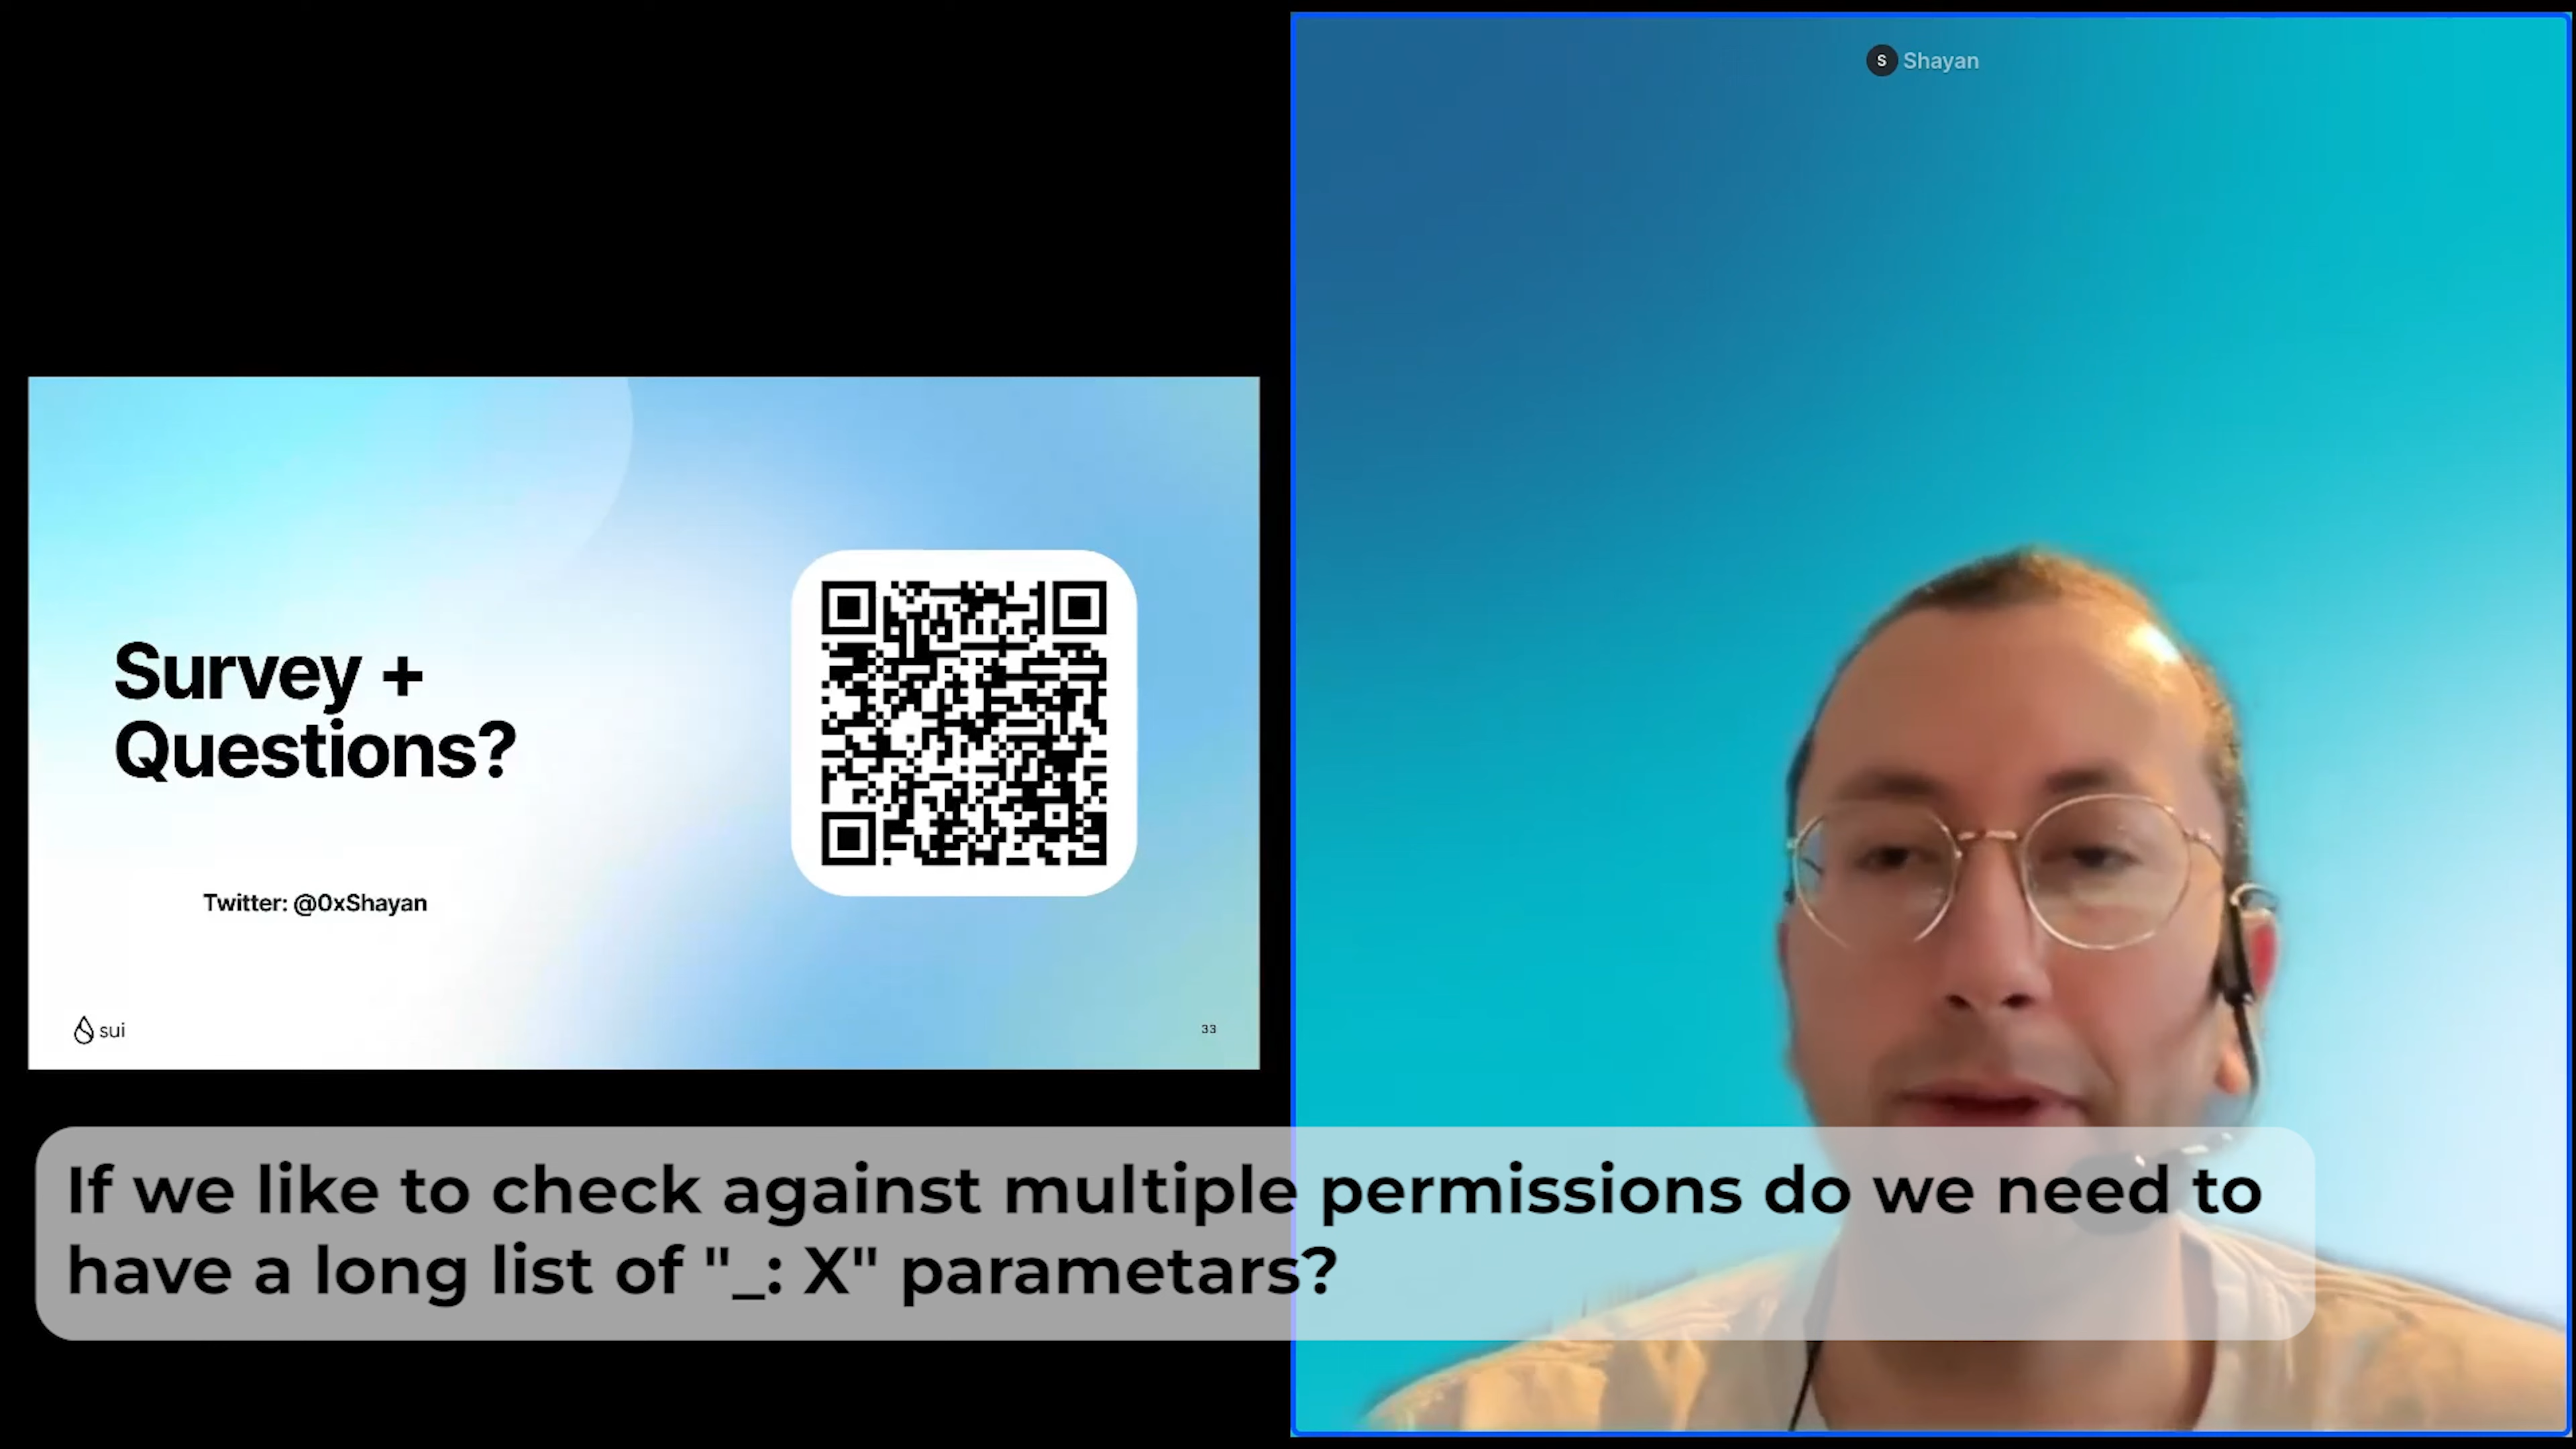 S Shayan
Survey +
Questions?
Twitter: @0xShayan
sui
33
If we like to check against multiple permissions do we need to
have a long list of "_: X" parametars?